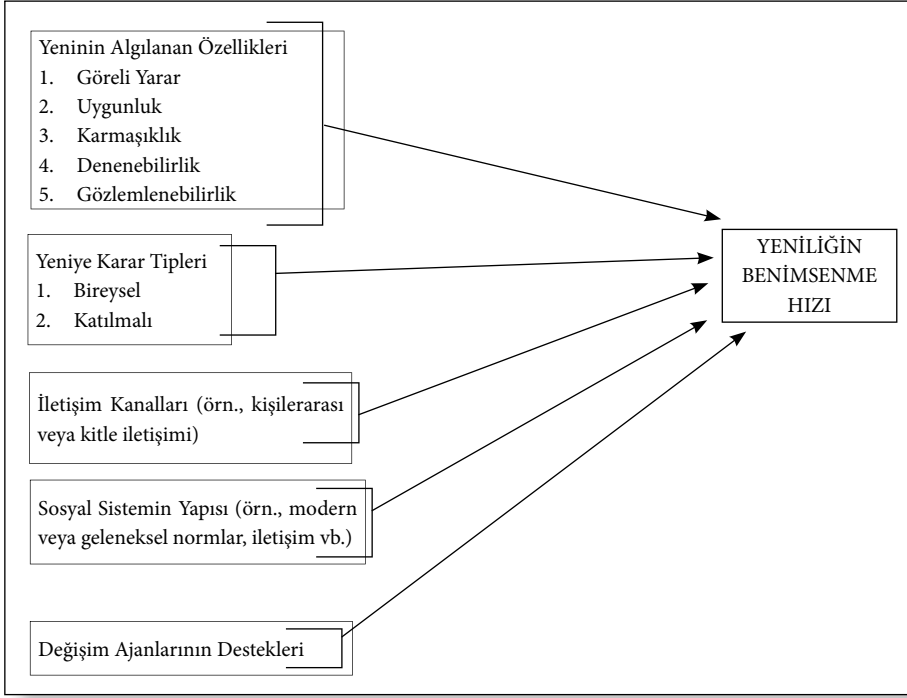 Yeninin Algılanan Özellikleri
1. Göreli Yarar
2. Uygunluk
3. Karmaşıklık
4. Denenebilirlik
5. Gözlemlenebilirlik
Yeniye Karar Tipleri
1. Bireysel
2. Katılmalı
İletişim Kanalları (örn., kişilerarası
veya kitle iletişimi)
Sosyal Sistemin Yapısı (örn., modern
veya geleneksel normlar, iletişim vb.)
Değişim Ajanlarının Destekleri
YENİLİĞİN
BENİMSENME
HIZI